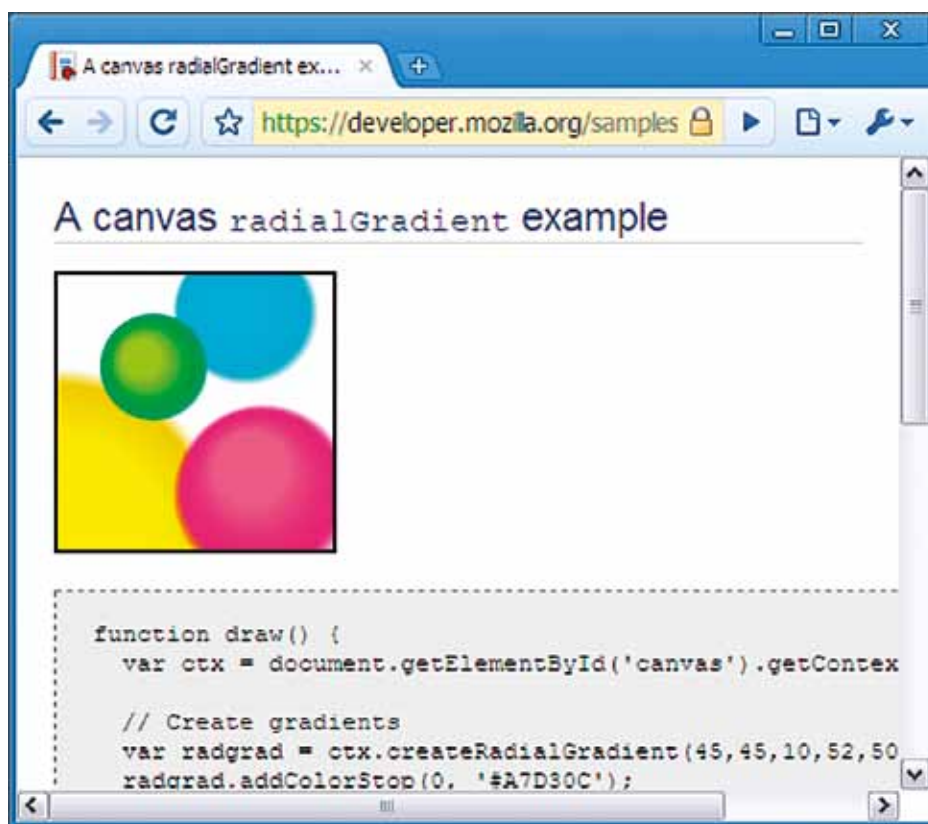 A canvas radialGradient ex...
https://developer.mozilla.org/samples
A canvas radialGradient example
function draw() {
var ctx = document.getElementById('canvas').getContex
// Create gradients
var radgrad = ctx.createRadialGradient(45,45,10,52,50
radgrad.addColorStop(0, '#A7D30C');